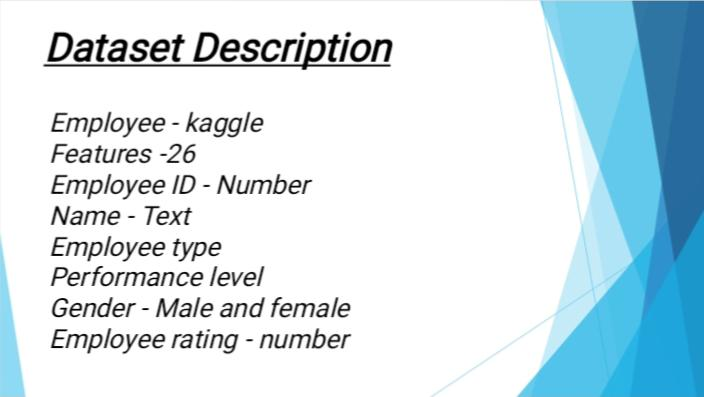 Dataset Description
Employee - kaggle
Features -26
Employee ID - Number
Name - Text
Employee type
Performance level
Gender - Male and female
Employee rating - number